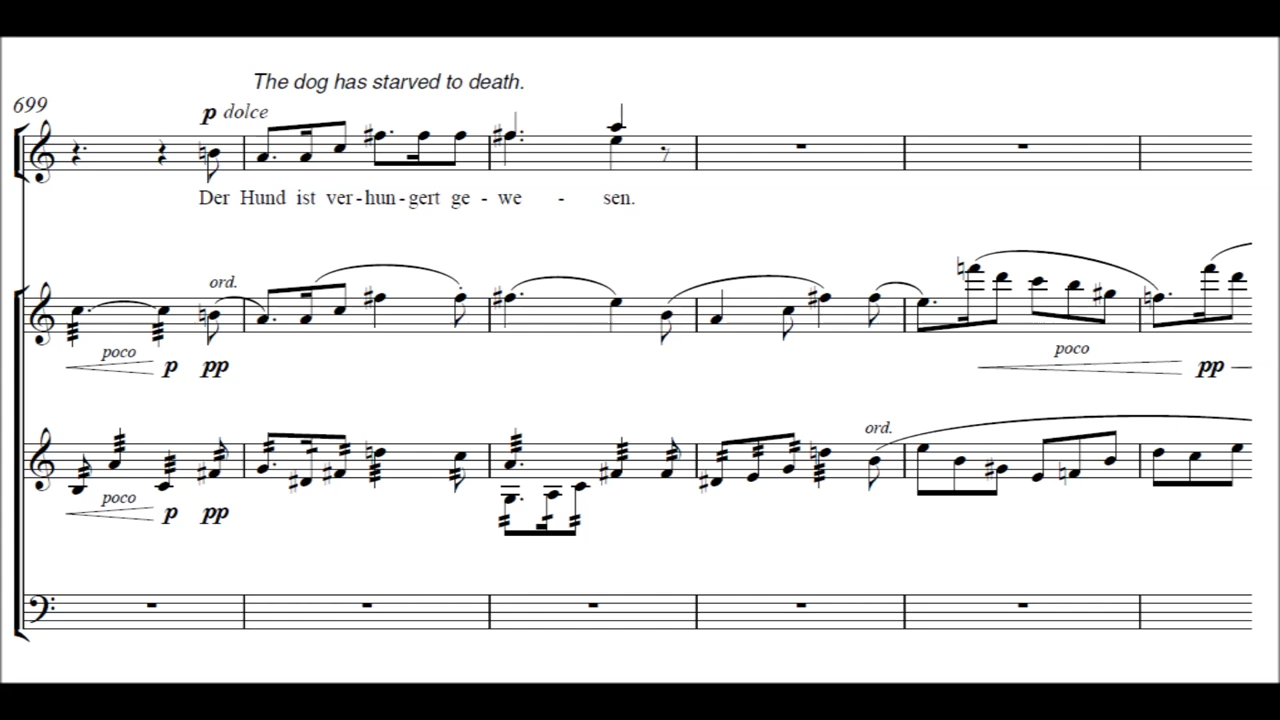 The dog has starved to death.
699
p dolce
Der Hund ist ver-hun-gert ge - we - sen.
ord.
poco p pp
poco
pp
ord.
poco p pp